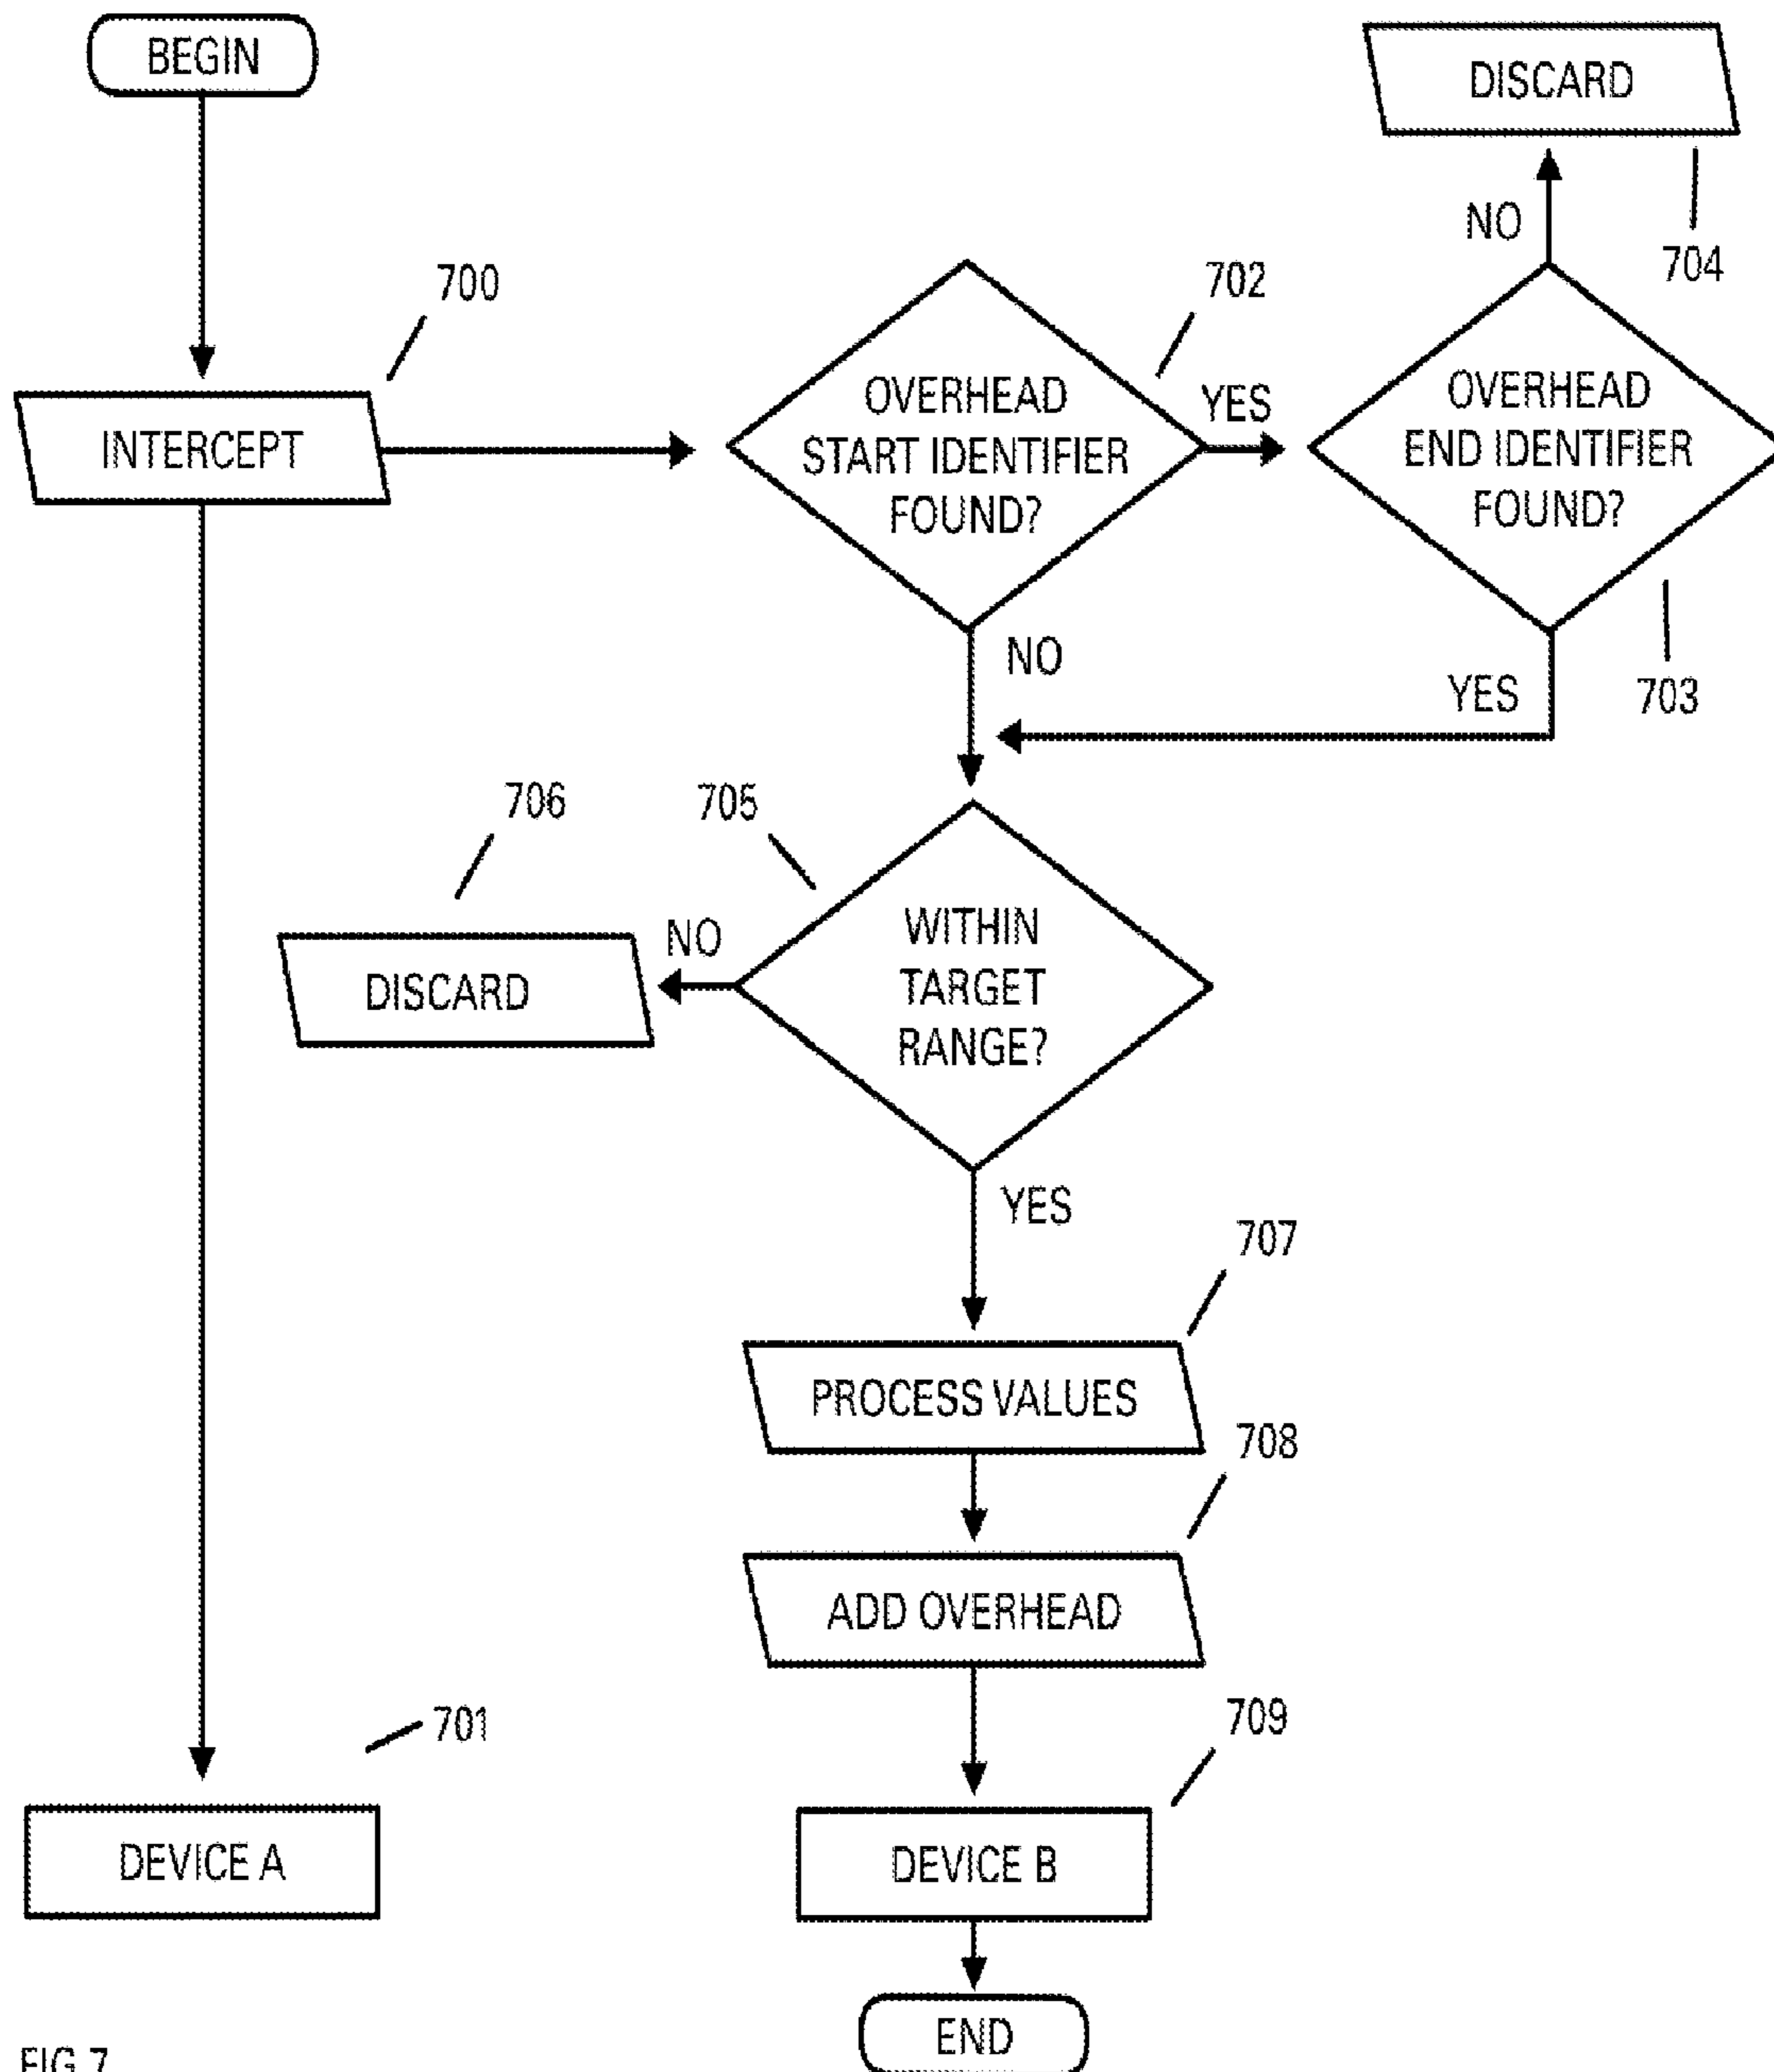 BEGIN
DISCARD
NO
704
700
702
INTERCEPT
OVERHEAD
START IDENTIFIER
FOUND?
YES
OVERHEAD
END IDENTIFIER
FOUND?
NO
YES
703
706
705
NO
DISCARD
WITHIN
TARGET
RANGE?
YES
707
PROCESS VALUES
708
ADD OVERHEAD
701
709
DEVICE A
DEVICE B
END
FIG 7